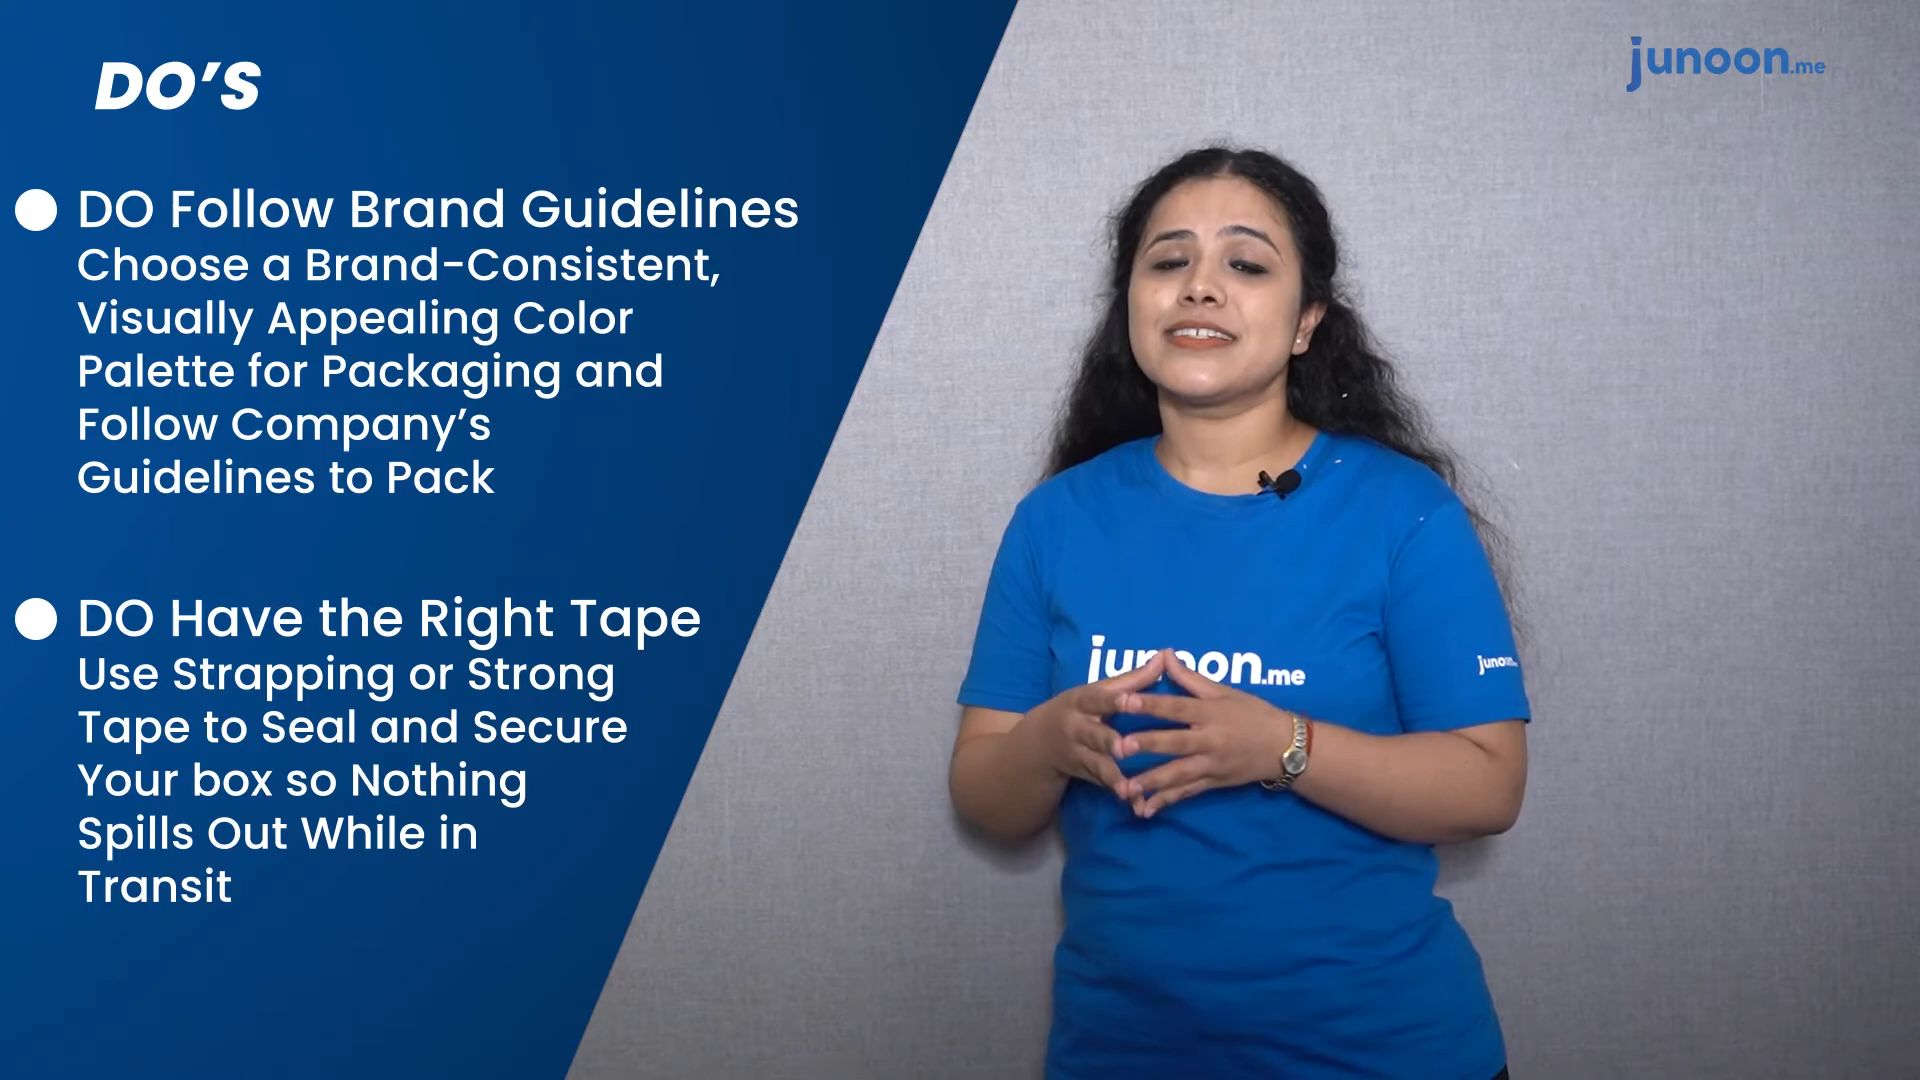 DO’S
junoon.me
DO Follow Brand Guidelines
Choose a Brand-Consistent,
Visually Appealing Color
Palette for Packaging and
Follow Company’s
Guidelines to Pack
DO Have the Right Tape
Use Strapping or Strong
Tape to Seal and Secure
Your box so Nothing
Spills Out While in
Transit
junoon.me